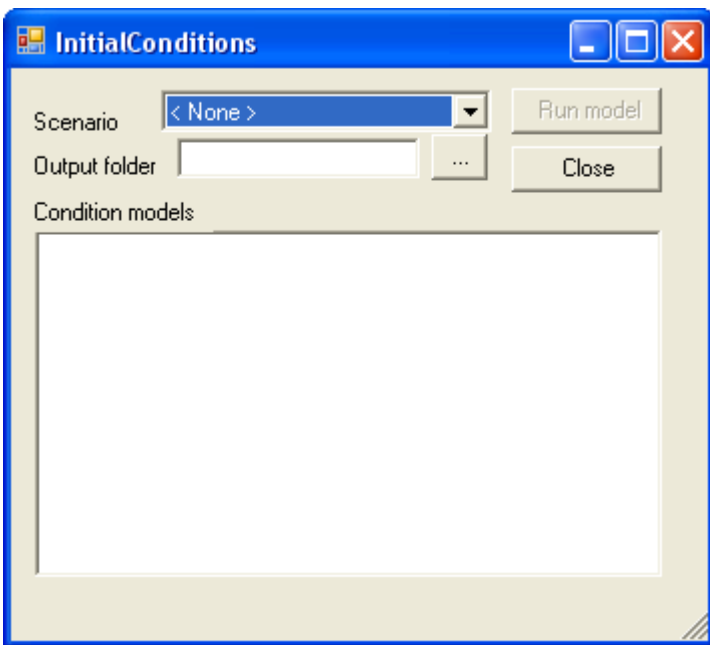 InitialConditions
Scenario
< None >
Run model
Output folder
...
Close
Condition models